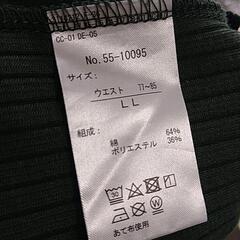 CC-01 DE-05
No.55-10095
サイズ:
ウエスト 77~85
LL
組成:
綿 64%
ポリエステル 36%
あて布使用